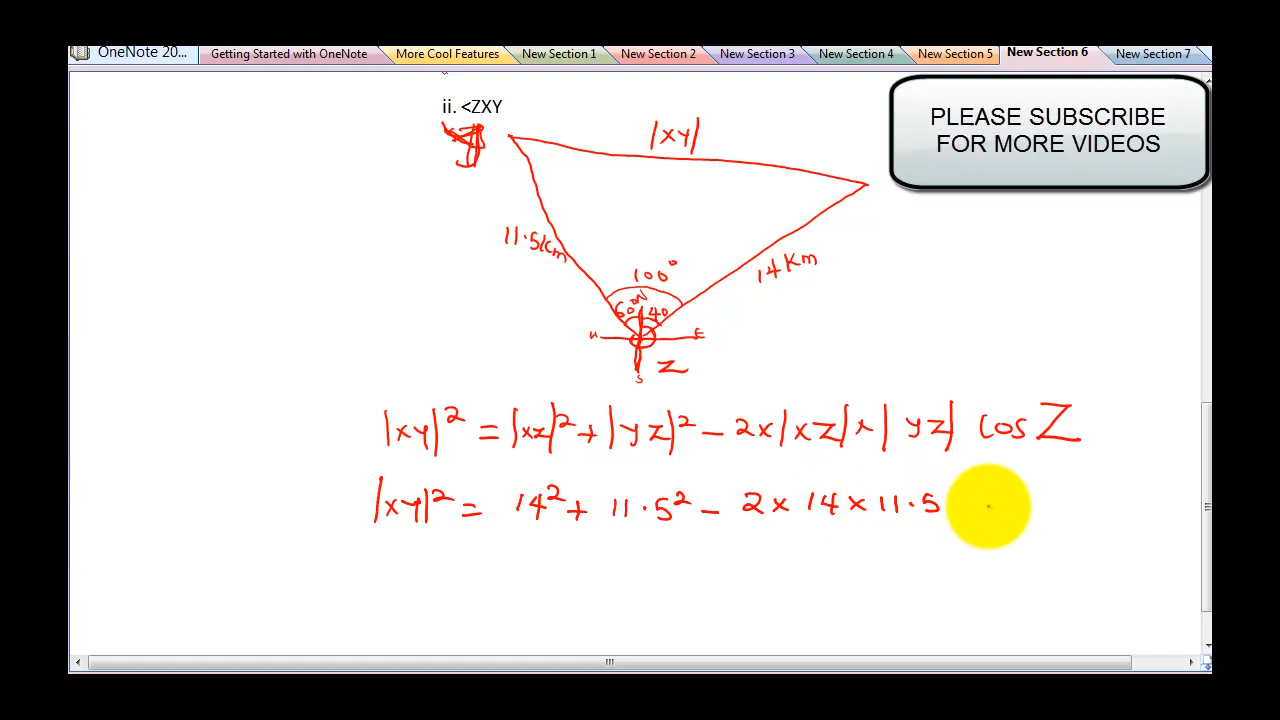 OneNote 20...
Getting Started with OneNote
More Cool Features
New Section 1
New Section 2
New Section 3
New Section 4
New Section 5
New Section 6
New Section 7
ii. <ZXY
PLEASE SUBSCRIBE
FOR MORE VIDEOS
|XY|
11.5Km
14 Km
100°
60
N
40
E
Z
S
|XY|² = |XZ|² + |YZ|² - 2x|XZ|x|YZ| cos Z
|XY|² = 14² + 11.5² - 2 x 14 x 11.5